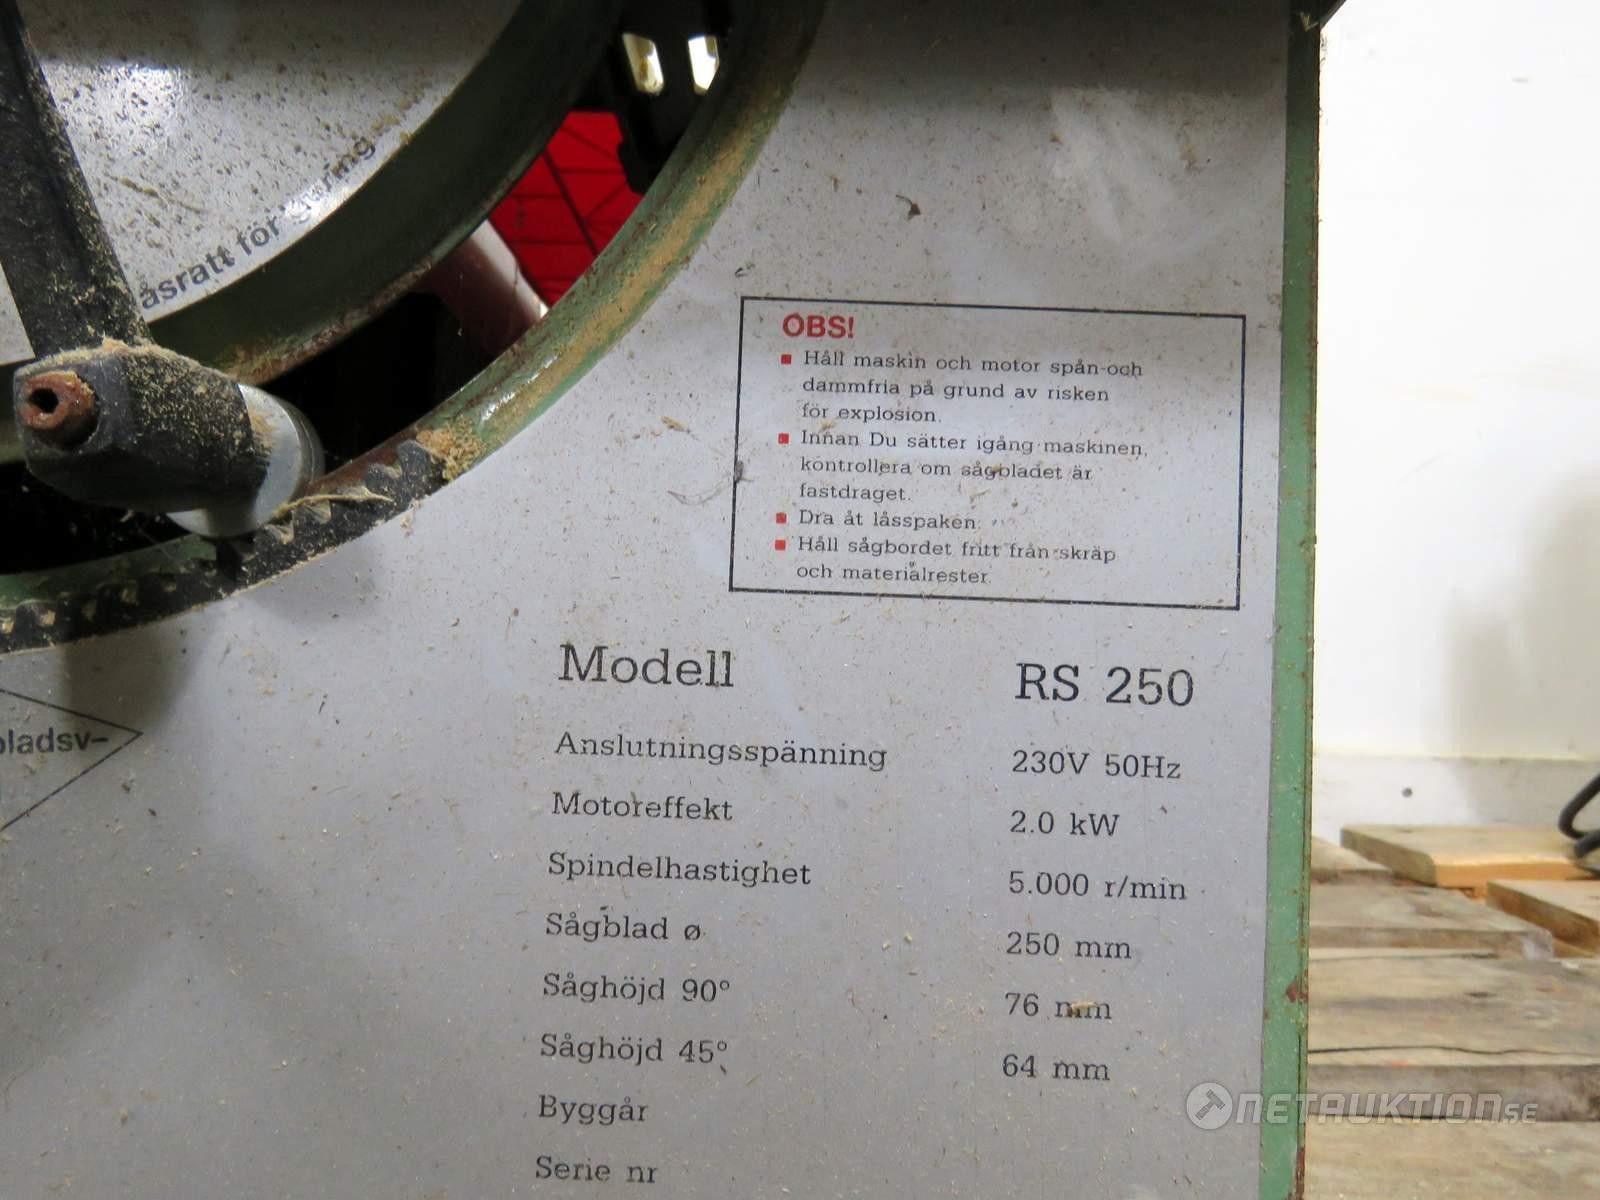 låsratt för gering
OBS!
Håll maskin och motor spån-och
dammfria på grund av risken
för explosion.
Innan Du sätter igång maskinen,
kontrollera om sågbladet är
fastdraget.
Dra åt låsspaken.
Håll sågbordet fritt från skräp
och materialrester.
bladsv-
Modell RS 250
Anslutningsspänning 230V 50Hz
Motoreffekt 2.0 kW
Spindelhastighet 5.000 r/min
Sågblad ø 250 mm
Såghöjd 90° 76 mm
Såghöjd 45° 64 mm
Byggår
Serie nr
NETAUKTION.SE